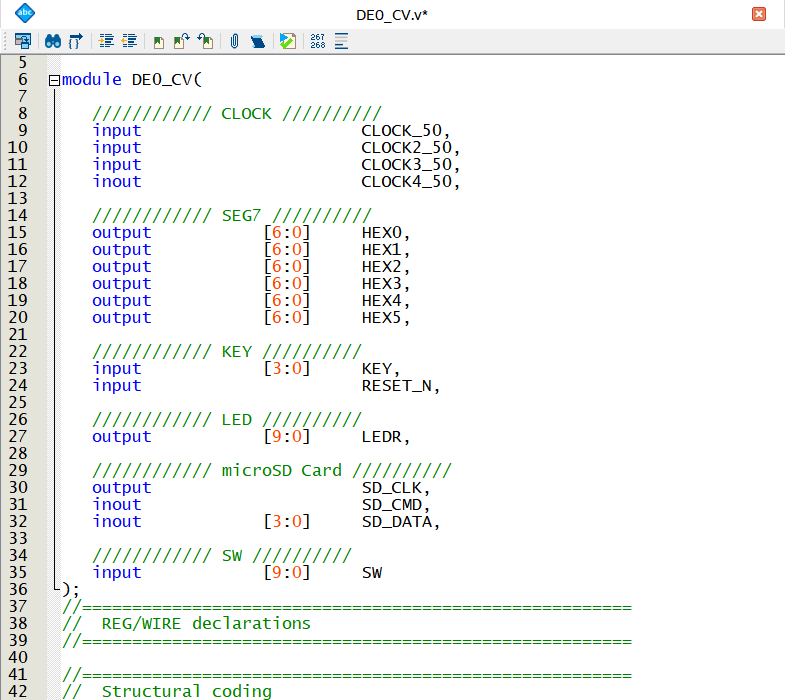 abc
DE0_CV.v*
267
268
5
6 module DE0_CV(
7
8 //////////// CLOCK //////////
9 input CLOCK_50,
10 input CLOCK2_50,
11 input CLOCK3_50,
12 inout CLOCK4_50,
13
14 //////////// SEG7 //////////
15 output [6:0] HEX0,
16 output [6:0] HEX1,
17 output [6:0] HEX2,
18 output [6:0] HEX3,
19 output [6:0] HEX4,
20 output [6:0] HEX5,
21
22 //////////// KEY //////////
23 input [3:0] KEY,
24 input RESET_N,
25
26 //////////// LED //////////
27 output [9:0] LEDR,
28
29 //////////// microSD Card //////////
30 output SD_CLK,
31 inout SD_CMD,
32 inout [3:0] SD_DATA,
33
34 //////////// SW //////////
35 input [9:0] SW
36 );
37 //=======================================================
38 // REG/WIRE declarations
39 //=======================================================
40
41 //=======================================================
42 // Structural coding